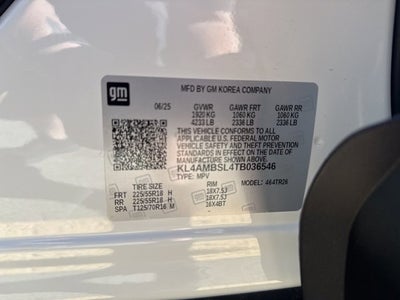 gm
MFD BY GM KOREA COMPANY
06/25 GVWR GAWR FRT GAWR RR
1920 KG 1060 KG 1060 KG
4233 LB 2336 LB 2336 LB
THIS VEHICLE CONFORMS TO ALL
APPLICABLE U.S. FEDERAL MOTOR
VEHICLE SAFETY AND THEFT PREVENTION
STANDARDS IN EFFECT ON THE DATE OF
MANUFACTURE SHOWN ABOVE.
KL4AMBSL4TB036546
TYPE: MPV MODEL: 464TR26
TIRE SIZE RIM
FRT 225/55R18 H 18X7.5J
RR 225/55R18 H 18X7.5J
SPA T125/70R16 M 16X4BT